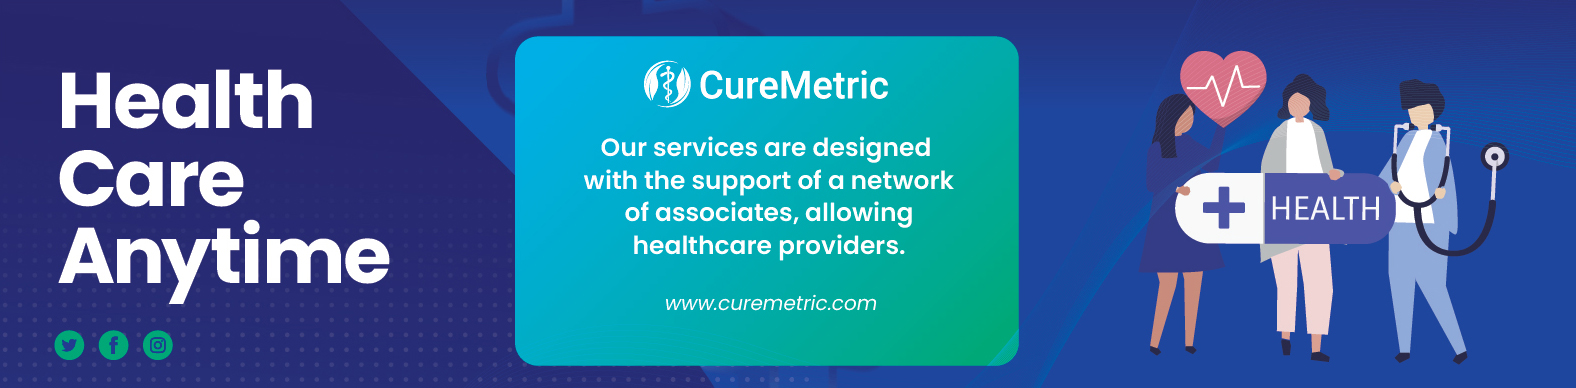 Health
Care
Anytime
CureMetric
Our services are designed
with the support of a network
of associates, allowing
healthcare providers.
www.curemetric.com
HEALTH